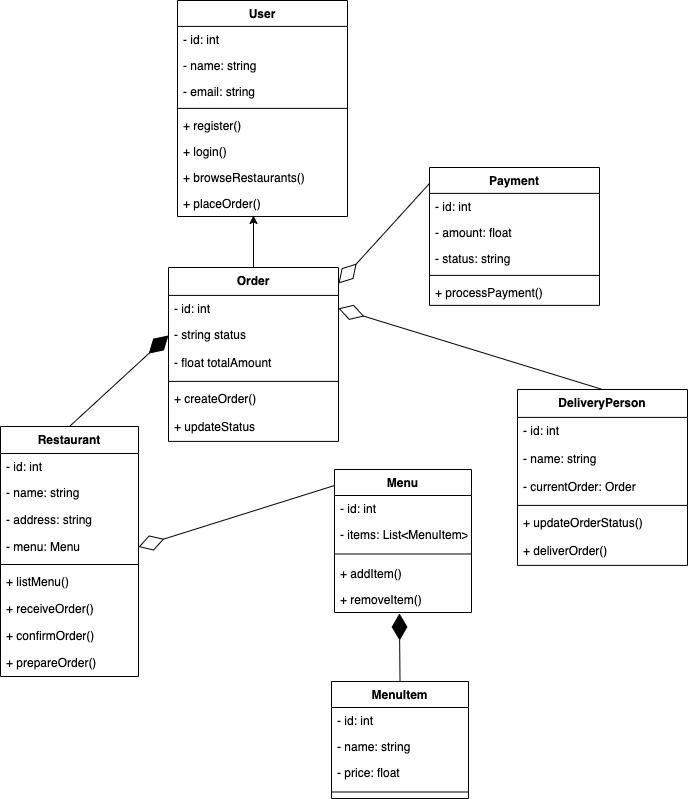 User
- id: int
- name: string
- email: string
+ register()
+ login()
+ browseRestaurants()
+ placeOrder()
Payment
- id: int
- amount: float
- status: string
+ processPayment()
Order
- id: int
- string status
- float totalAmount
+ createOrder()
+ updateStatus
DeliveryPerson
- id: int
- name: string
- currentOrder: Order
+ updateOrderStatus()
+ deliverOrder()
Restaurant
- id: int
- name: string
- address: string
- menu: Menu
+ listMenu()
+ receiveOrder()
+ confirmOrder()
+ prepareOrder()
Menu
- id: int
- items: List<MenuItem>
+ addItem()
+ removeItem()
MenuItem
- id: int
- name: string
- price: float